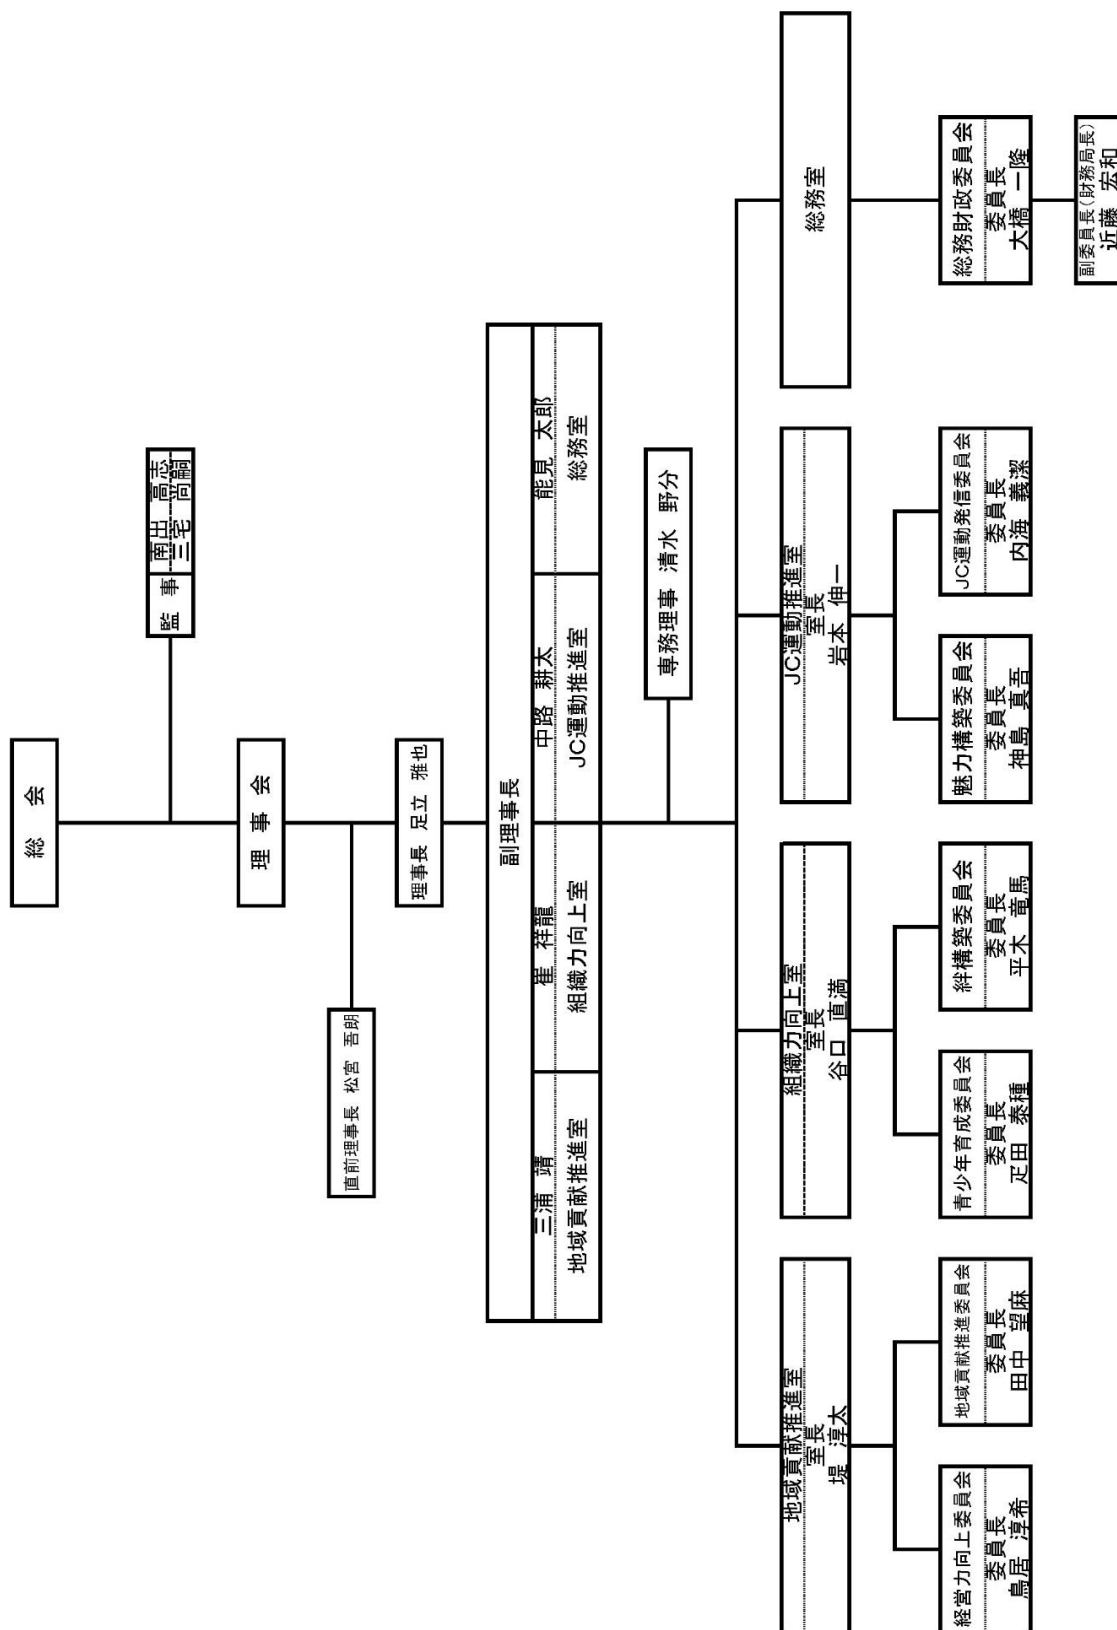 総　会
監　事
南出　高志
三宅　尚嗣
理　事　会
直前理事長 松宮 吾朗
理事長 足立 雅也
副理事長
三浦　靖
地域貢献推進室
崔　祥龍
組織力向上室
中路　耕太
JC運動推進室
能見　太郎
総務室
専務理事 清水 野分
地域貢献推進室
室長
堤 淳太
組織力向上室
室長
谷口　直満
JC運動推進室
室長
岩本　伸一
総務室
経営力向上委員会
委員長
鳥居 淳希
地域貢献推進委員会
委員長
田中　望麻
青少年育成委員会
委員長
疋田　泰種
絆構築委員会
委員長
平木　竜馬
魅力構築委員会
委員長
神島　真吾
JC運動発信委員会
委員長
内海　義潔
総務財政委員会
委員長
大橋 一隆
副委員長(財務局長)
近藤　宏和